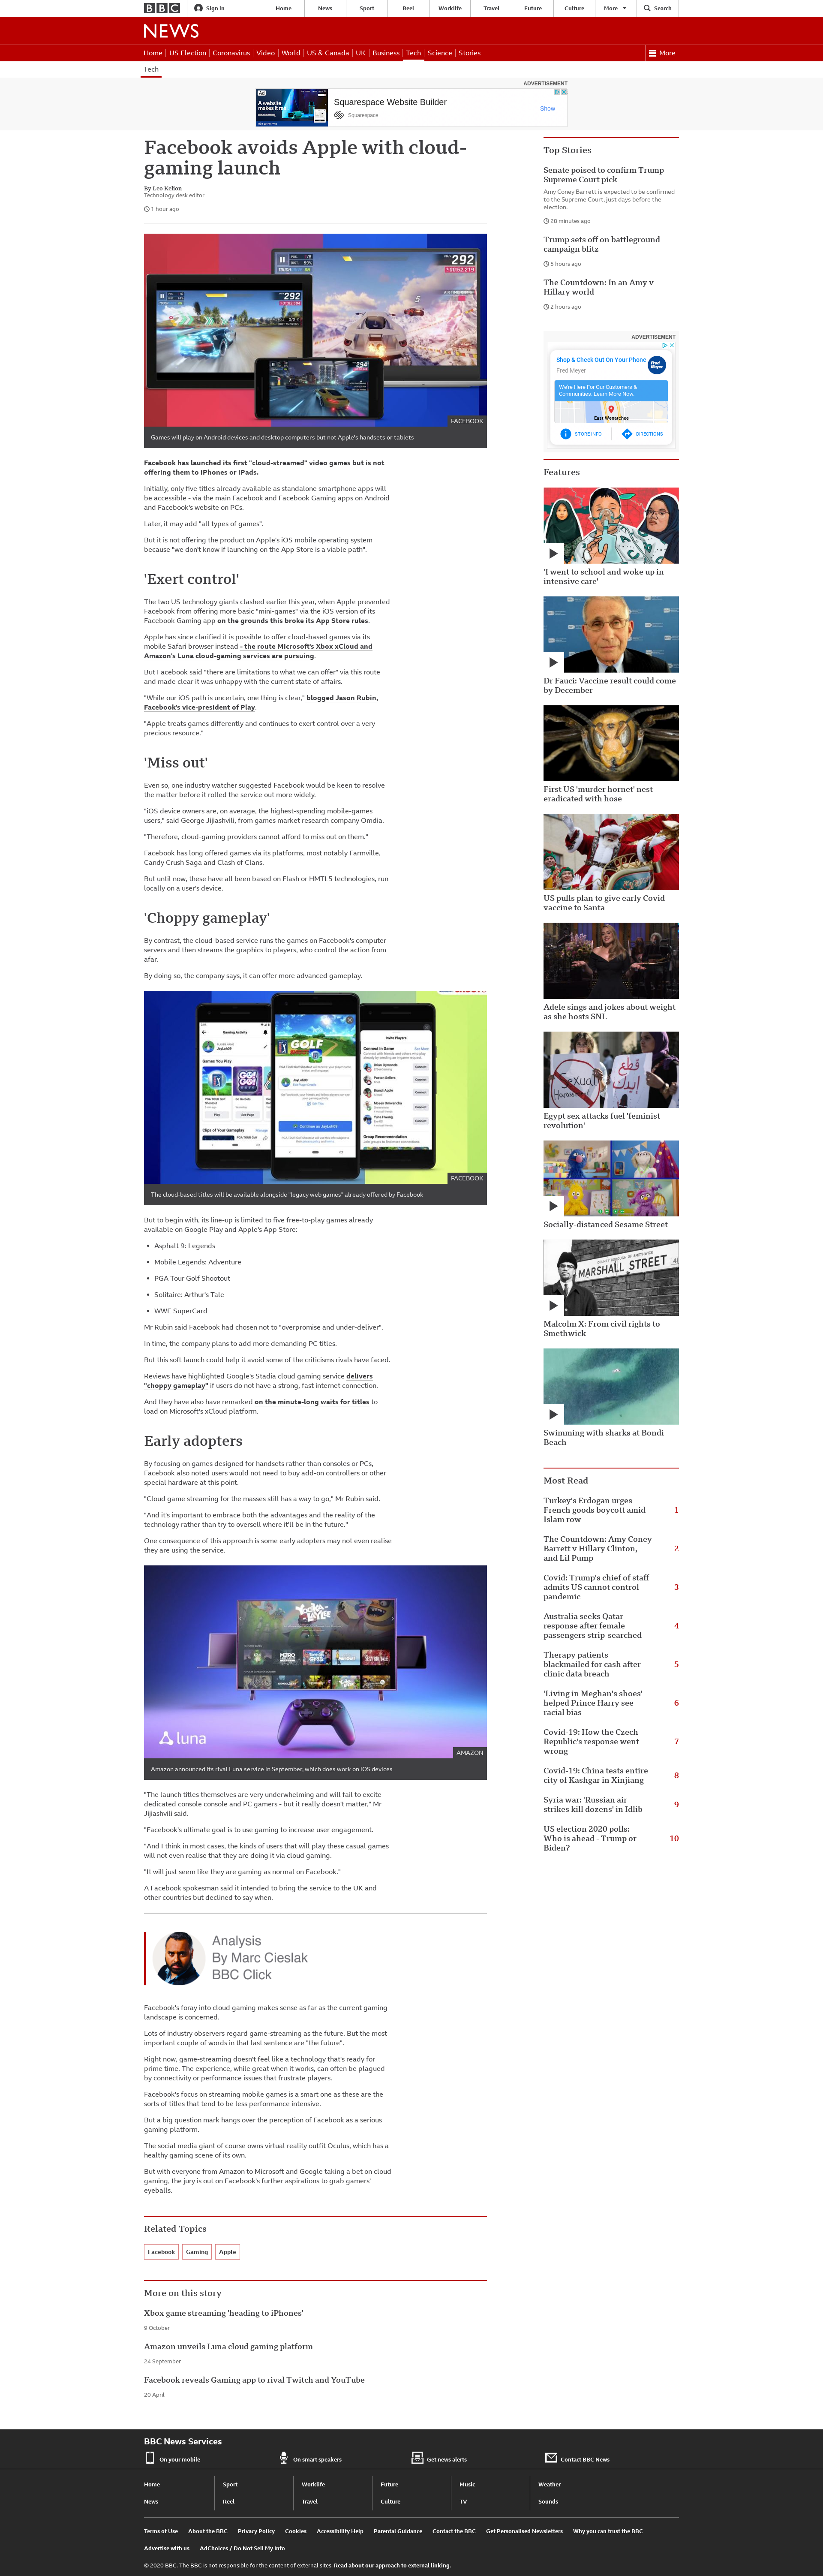 BBC
Sign in
Home
News
Sport
Reel
Worklife
Travel
Future
Culture
More
Search
NEWS
Home
US Election
Coronavirus
Video
World
US & Canada
UK
Business
Tech
Science
Stories
More
Tech
ADVERTISEMENT
Ad
A website
makes it real
Squarespace Website Builder
Squarespace
Show
Facebook avoids Apple with cloud-
gaming launch
By Leo Kelion
Technology desk editor
1 hour ago
FACEBOOK
Games will play on Android devices and desktop computers but not Apple's handsets or tablets
Facebook has launched its first "cloud-streamed" video games but is not
offering them to iPhones or iPads.
Initially, only five titles already available as standalone smartphone apps will
be accessible - via the main Facebook and Facebook Gaming apps on Android
and Facebook's website on PCs.
Later, it may add "all types of games".
But it is not offering the product on Apple's iOS mobile operating system
because "we don't know if launching on the App Store is a viable path".
'Exert control'
The two US technology giants clashed earlier this year, when Apple prevented
Facebook from offering more basic "mini-games" via the iOS version of its
Facebook Gaming app on the grounds this broke its App Store rules.
Apple has since clarified it is possible to offer cloud-based games via its
mobile Safari browser instead - the route Microsoft's Xbox xCloud and
Amazon's Luna cloud-gaming services are pursuing.
But Facebook said "there are limitations to what we can offer" via this route
and made clear it was unhappy with the current state of affairs.
"While our iOS path is uncertain, one thing is clear," blogged Jason Rubin,
Facebook's vice-president of Play.
"Apple treats games differently and continues to exert control over a very
precious resource."
'Miss out'
Even so, one industry watcher suggested Facebook would be keen to resolve
the matter before it rolled the service out more widely.
"iOS device owners are, on average, the highest-spending mobile-games
users," said George Jijiashvili, from games market research company Omdia.
"Therefore, cloud-gaming providers cannot afford to miss out on them."
Facebook has long offered games via its platforms, most notably Farmville,
Candy Crush Saga and Clash of Clans.
But until now, these have all been based on Flash or HMTL5 technologies, run
locally on a user's device.
'Choppy gameplay'
By contrast, the cloud-based service runs the games on Facebook's computer
servers and then streams the graphics to players, who control the action from
afar.
By doing so, the company says, it can offer more advanced gameplay.
FACEBOOK
The cloud-based titles will be available alongside "legacy web games" already offered by Facebook
But to begin with, its line-up is limited to five free-to-play games already
available on Google Play and Apple's App Store:
Asphalt 9: Legends
Mobile Legends: Adventure
PGA Tour Golf Shootout
Solitaire: Arthur's Tale
WWE SuperCard
Mr Rubin said Facebook had chosen not to "overpromise and under-deliver".
In time, the company plans to add more demanding PC titles.
But this soft launch could help it avoid some of the criticisms rivals have faced.
Reviews have highlighted Google's Stadia cloud gaming service delivers
"choppy gameplay" if users do not have a strong, fast internet connection.
And they have also have remarked on the minute-long waits for titles to
load on Microsoft's xCloud platform.
Early adopters
By focusing on games designed for handsets rather than consoles or PCs,
Facebook also noted users would not need to buy add-on controllers or other
special hardware at this point.
"Cloud game streaming for the masses still has a way to go," Mr Rubin said.
"And it's important to embrace both the advantages and the reality of the
technology rather than try to oversell where it'll be in the future."
One consequence of this approach is some early adopters may not even realise
they are using the service.
luna
AMAZON
Amazon announced its rival Luna service in September, which does work on iOS devices
"The launch titles themselves are very underwhelming and will fail to excite
dedicated console console and PC gamers - but it really doesn't matter," Mr
Jijiashvili said.
"Facebook's ultimate goal is to use gaming to increase user engagement.
"And I think in most cases, the kinds of users that will play these casual games
will not even realise that they are doing it via cloud gaming.
"It will just seem like they are gaming as normal on Facebook."
A Facebook spokesman said it intended to bring the service to the UK and
other countries but declined to say when.
Analysis
By Marc Cieslak
BBC Click
Facebook's foray into cloud gaming makes sense as far as the current gaming
landscape is concerned.
Lots of industry observers regard game-streaming as the future. But the most
important couple of words in that last sentence are "the future".
Right now, game-streaming doesn't feel like a technology that's ready for
prime time. The experience, while great when it works, can often be plagued
by connectivity or performance issues that frustrate players.
Facebook's focus on streaming mobile games is a smart one as these are the
sorts of titles that tend to be less performance intensive.
But a big question mark hangs over the perception of Facebook as a serious
gaming platform.
The social media giant of course owns virtual reality outfit Oculus, which has a
healthy gaming scene of its own.
But with everyone from Amazon to Microsoft and Google taking a bet on cloud
gaming, the jury is out on Facebook's further aspirations to grab gamers'
eyeballs.
Related Topics
Facebook
Gaming
Apple
More on this story
Xbox game streaming 'heading to iPhones'
9 October
Amazon unveils Luna cloud gaming platform
24 September
Facebook reveals Gaming app to rival Twitch and YouTube
20 April
Top Stories
Senate poised to confirm Trump
Supreme Court pick
Amy Coney Barrett is expected to be confirmed
to the Supreme Court, just days before the
election.
28 minutes ago
Trump sets off on battleground
campaign blitz
5 hours ago
The Countdown: In an Amy v
Hillary world
2 hours ago
ADVERTISEMENT
Shop & Check Out On Your Phone
Fred Meyer
We're Here For Our Customers &
Communities. Learn More Now.
East Wenatchee
STORE INFO
DIRECTIONS
Features
'I went to school and woke up in
intensive care'
Dr Fauci: Vaccine result could come
by December
First US 'murder hornet' nest
eradicated with hose
US pulls plan to give early Covid
vaccine to Santa
Adele sings and jokes about weight
as she hosts SNL
Egypt sex attacks fuel 'feminist
revolution'
Socially-distanced Sesame Street
MARSHALL STREET
Malcolm X: From civil rights to
Smethwick
Swimming with sharks at Bondi
Beach
Most Read
Turkey's Erdogan urges
French goods boycott amid
Islam row
1
The Countdown: Amy Coney
Barrett v Hillary Clinton,
and Lil Pump
2
Covid: Trump's chief of staff
admits US cannot control
pandemic
3
Australia seeks Qatar
response after female
passengers strip-searched
4
Therapy patients
blackmailed for cash after
clinic data breach
5
'Living in Meghan's shoes'
helped Prince Harry see
racial bias
6
Covid-19: How the Czech
Republic's response went
wrong
7
Covid-19: China tests entire
city of Kashgar in Xinjiang
8
Syria war: 'Russian air
strikes kill dozens' in Idlib
9
US election 2020 polls:
Who is ahead - Trump or
Biden?
10
BBC News Services
On your mobile
On smart speakers
Get news alerts
Contact BBC News
Home
Sport
Worklife
Future
Music
Weather
News
Reel
Travel
Culture
TV
Sounds
Terms of Use
About the BBC
Privacy Policy
Cookies
Accessibility Help
Parental Guidance
Contact the BBC
Get Personalised Newsletters
Why you can trust the BBC
Advertise with us
AdChoices / Do Not Sell My Info
© 2020 BBC. The BBC is not responsible for the content of external sites. Read about our approach to external linking.